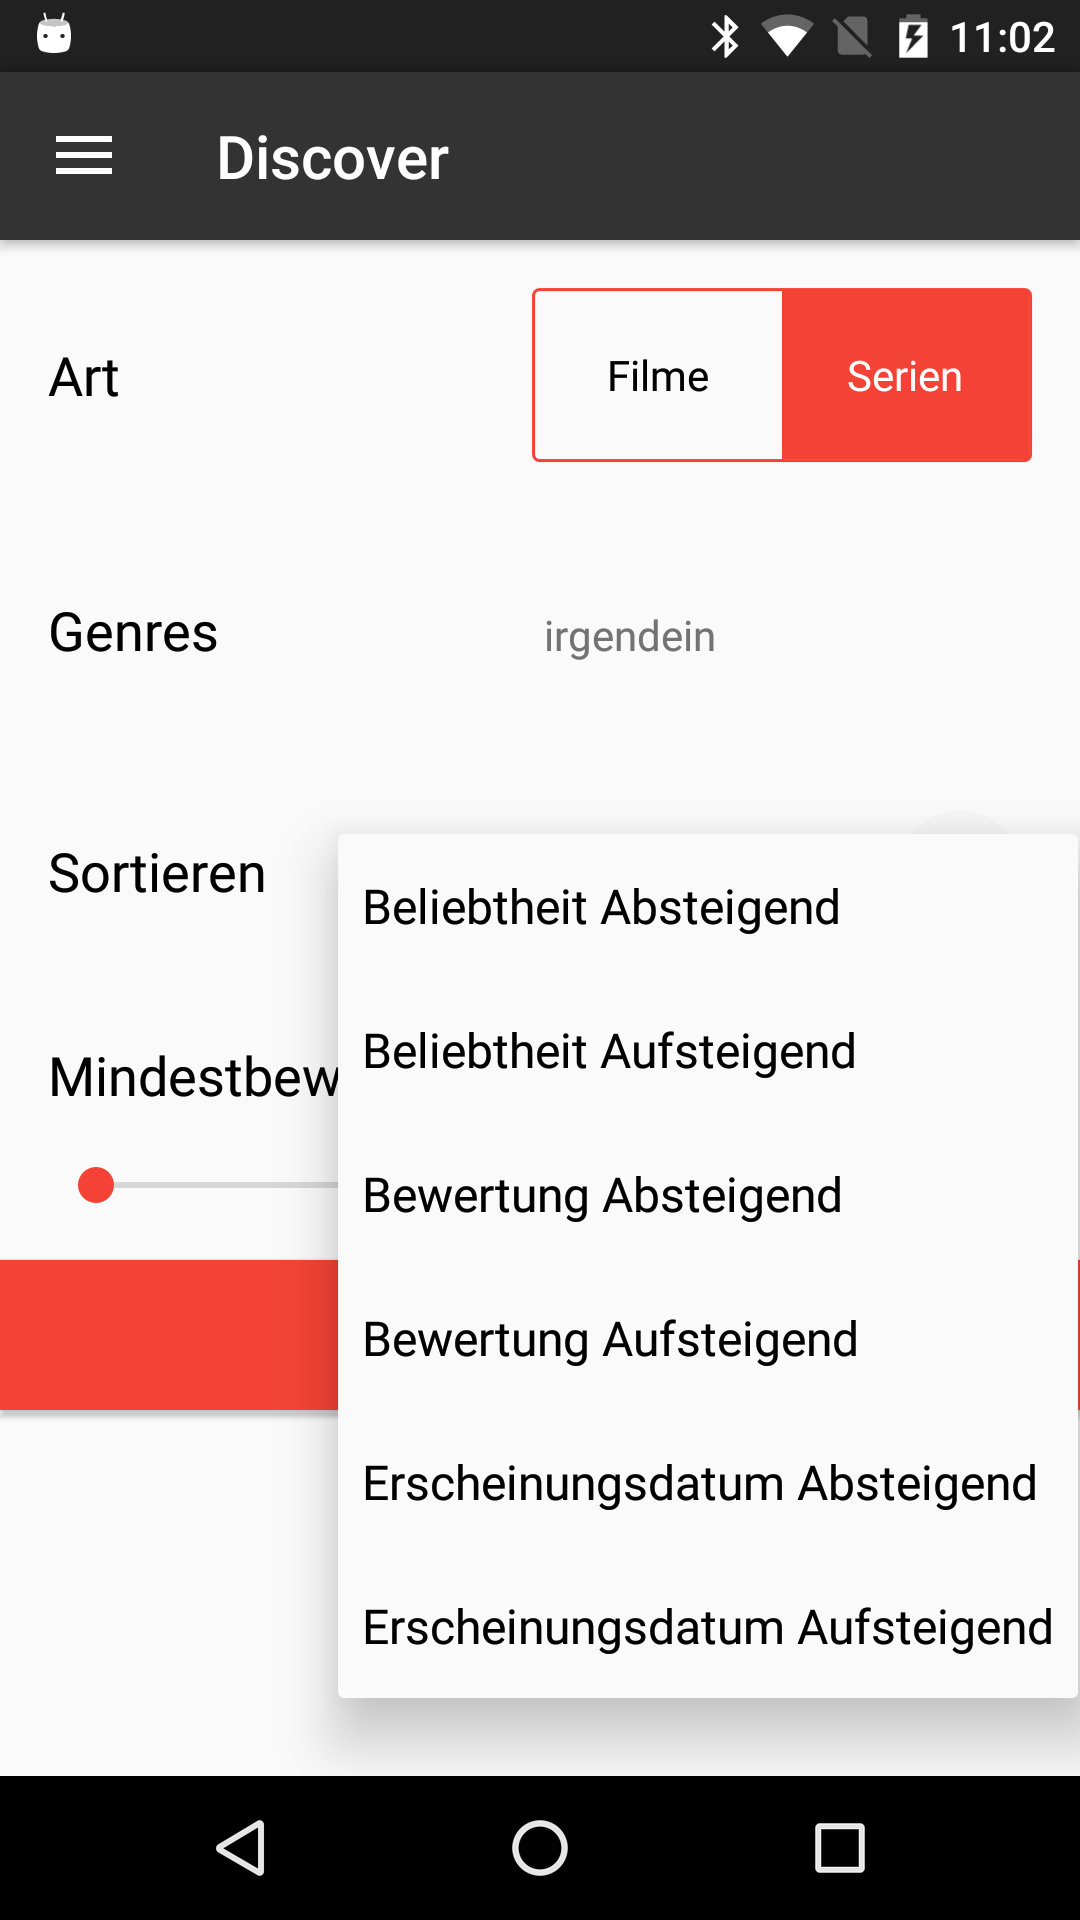 11:02
Discover
Art
Filme
Serien
Genres
irgendein
Sortieren
Beliebtheit Absteigend
Beliebtheit Aufsteigend
Mindestbew
Bewertung Absteigend
Bewertung Aufsteigend
Erscheinungsdatum Absteigend
Erscheinungsdatum Aufsteigend